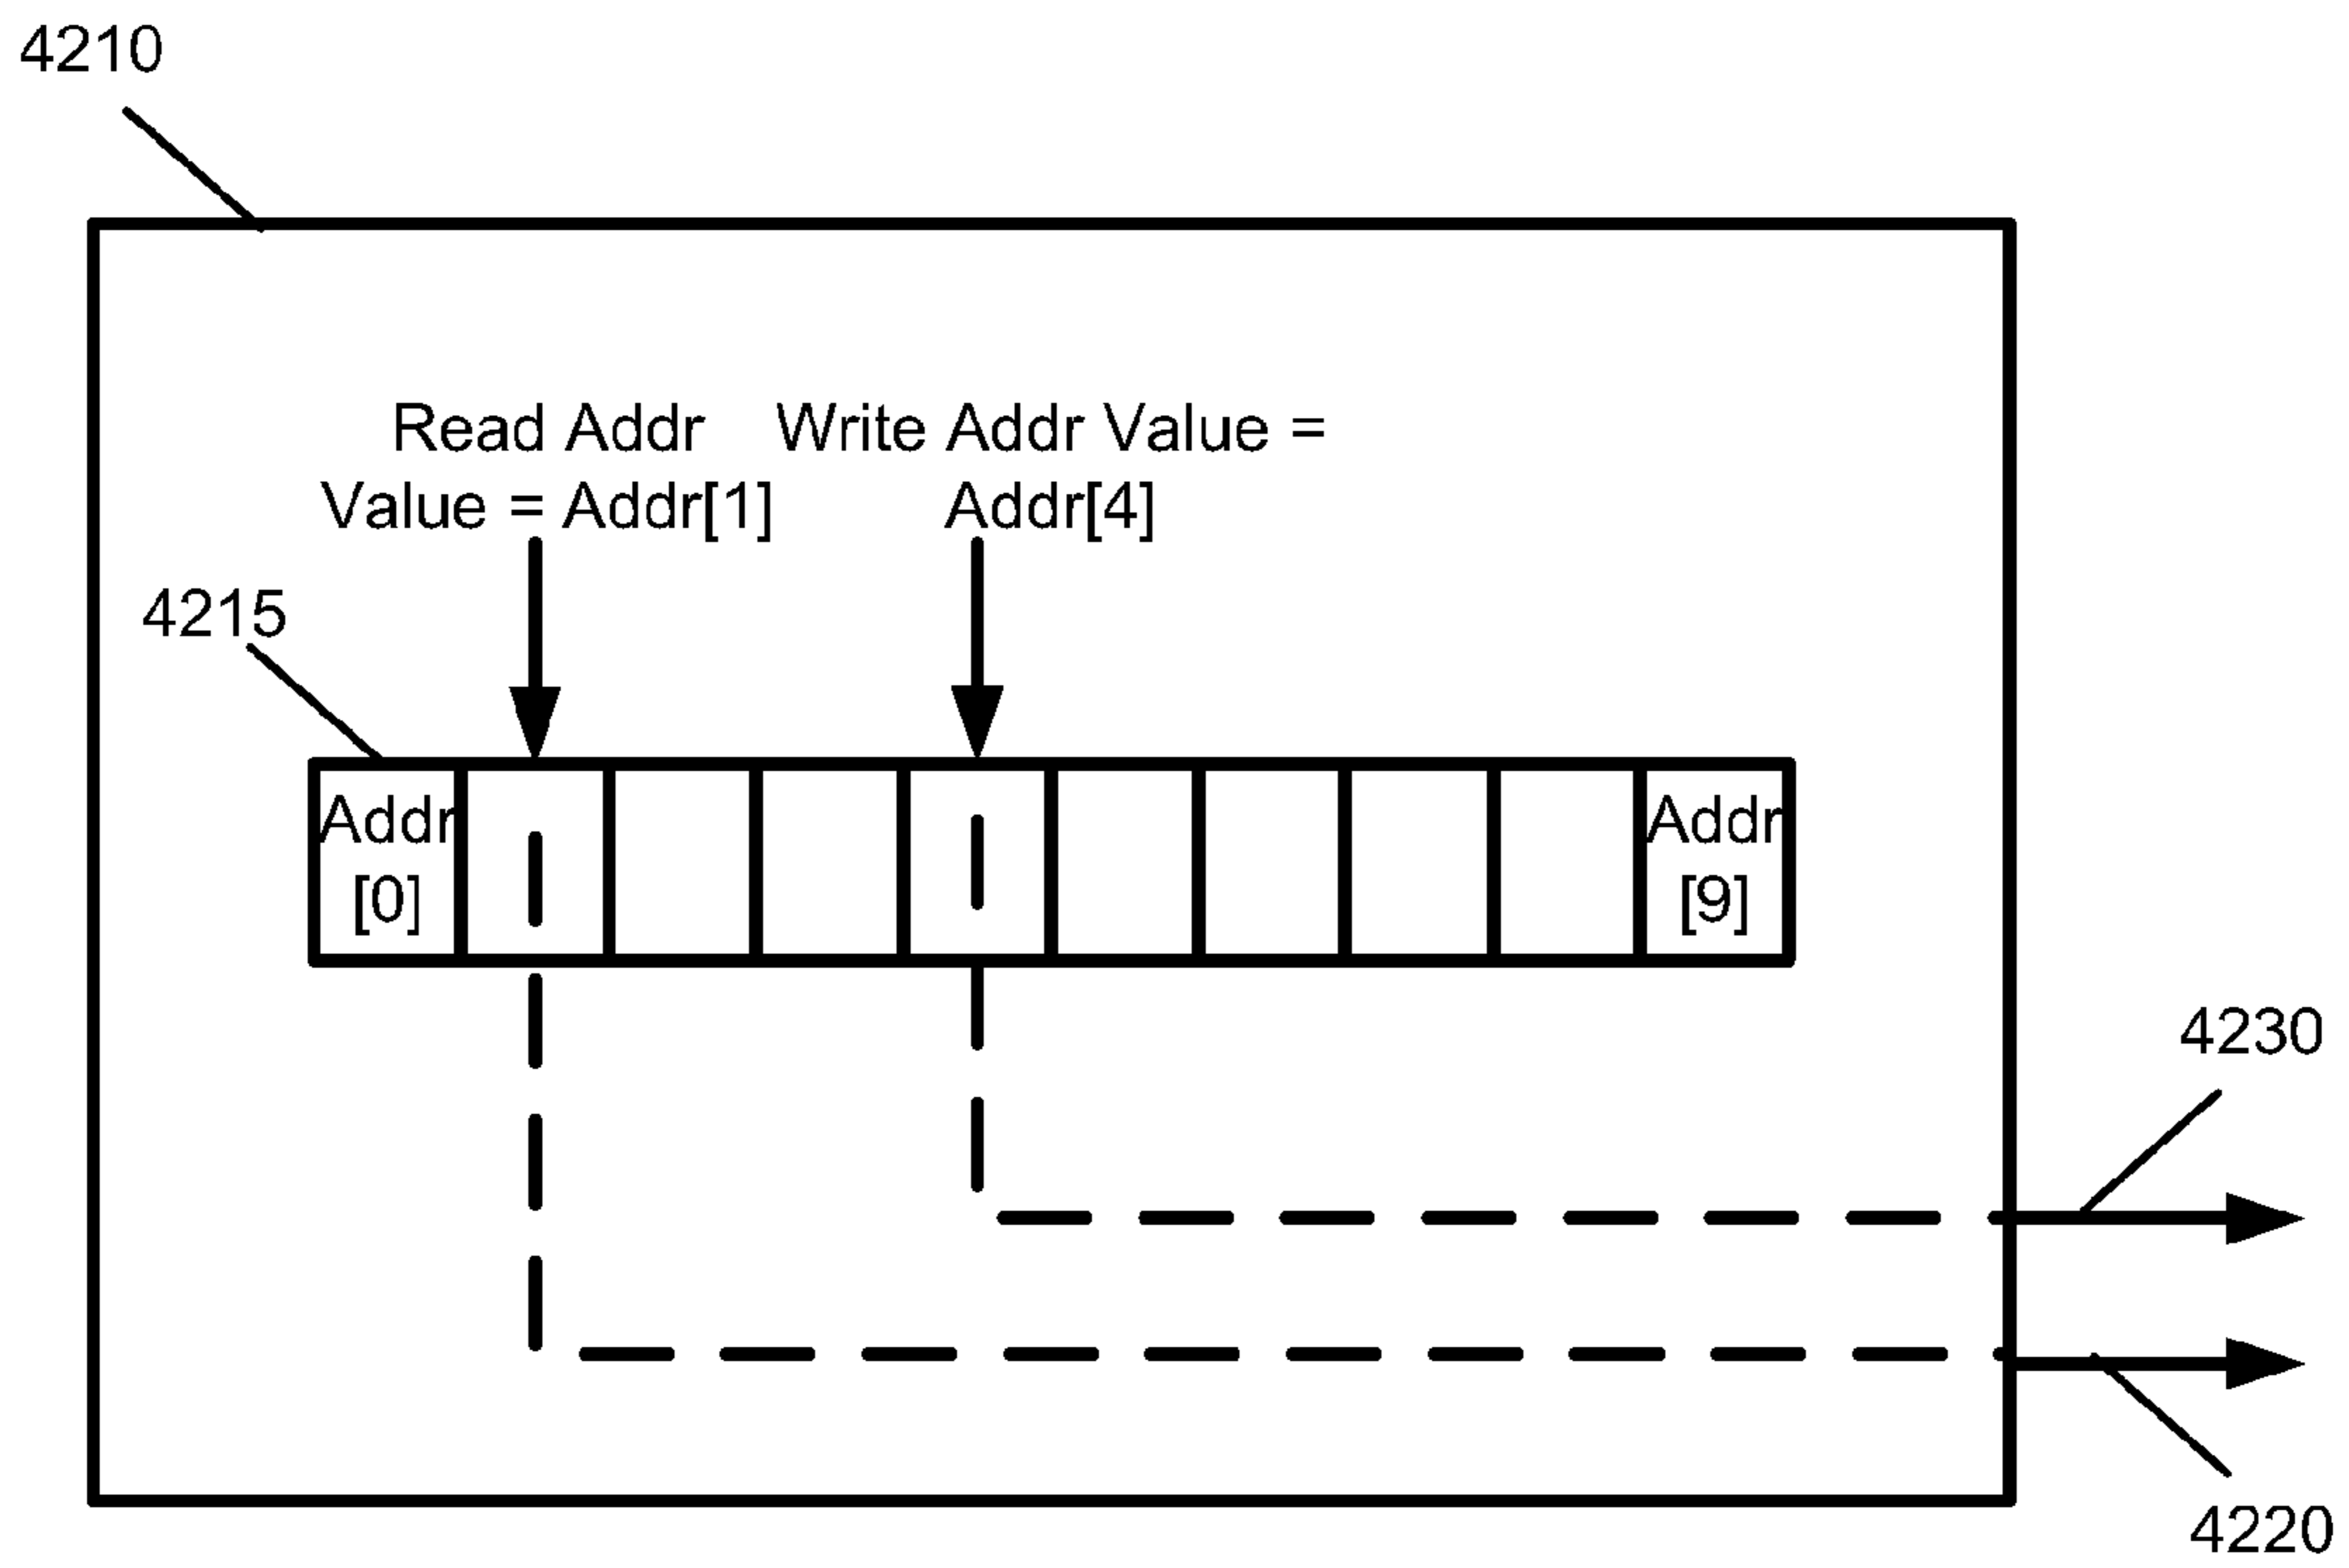 4210
Read Addr
Value = Addr[1]
Write Addr Value =
Addr[4]
4215
Addr
[0]
Addr
[9]
4230
4220